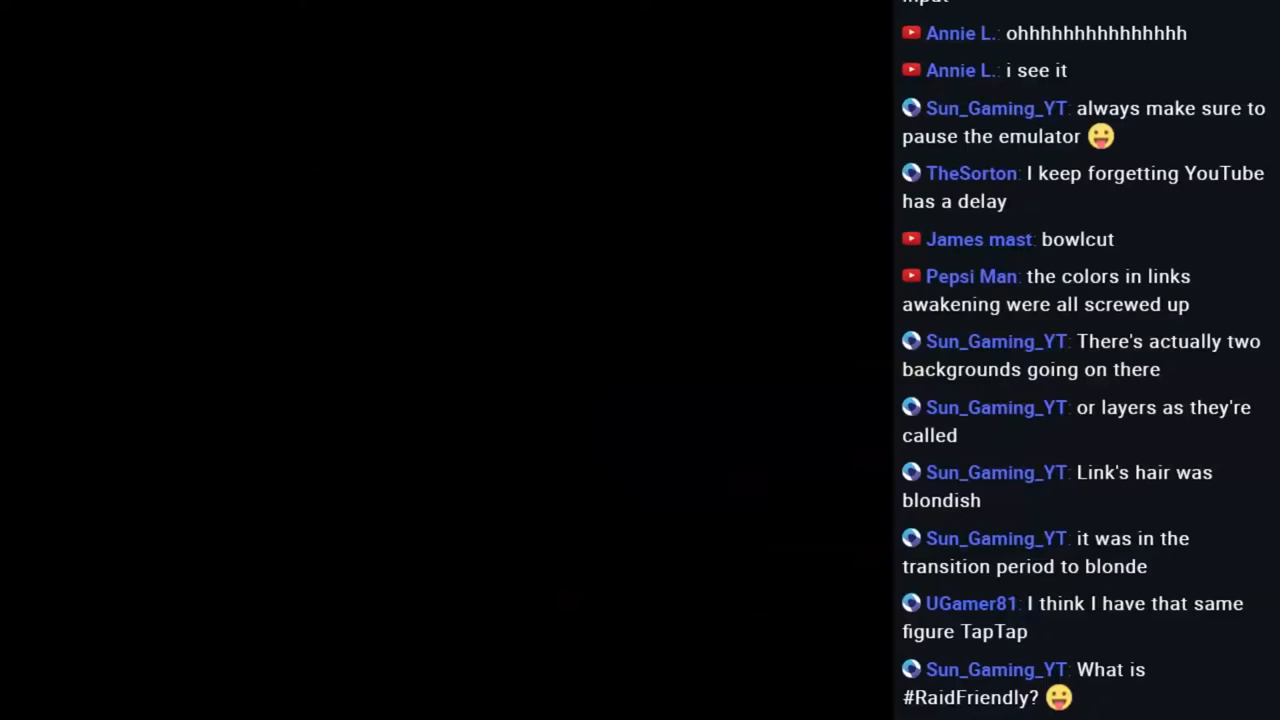 input
Annie L.: ohhhhhhhhhhhhhhhh
Annie L.: i see it
Sun_Gaming_YT: always make sure to
pause the emulator 😛
TheSorton: I keep forgetting YouTube
has a delay
James mast: bowlcut
Pepsi Man: the colors in links
awakening were all screwed up
Sun_Gaming_YT: There's actually two
backgrounds going on there
Sun_Gaming_YT: or layers as they're
called
Sun_Gaming_YT: Link's hair was
blondish
Sun_Gaming_YT: it was in the
transition period to blonde
UGamer81: I think I have that same
figure TapTap
Sun_Gaming_YT: What is
#RaidFriendly? 😛